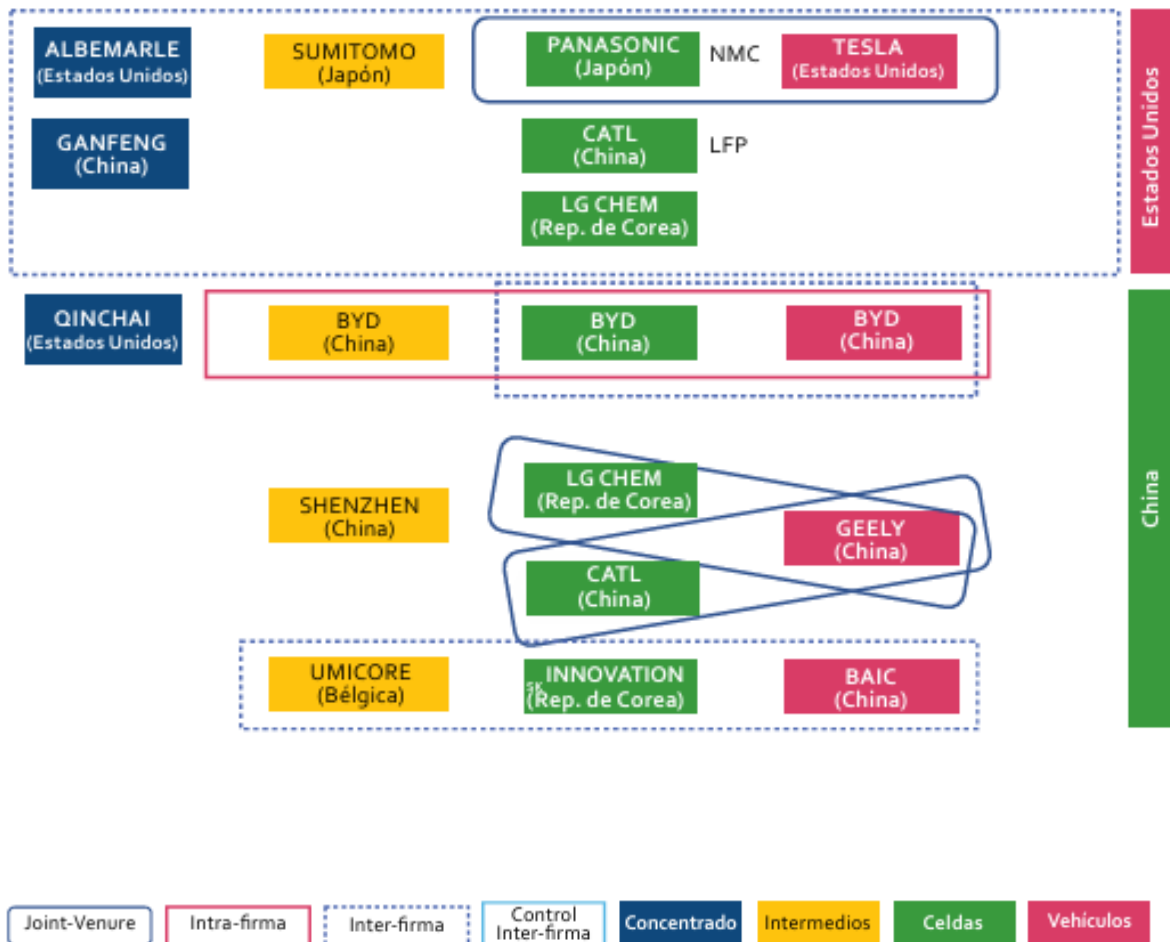 ALBEMARLE
(Estados Unidos)
SUMITOMO
(Japón)
PANASONIC
(Japón)
NMC
TESLA
(Estados Unidos)
GANFENG
(China)
CATL
(China)
LFP
LG CHEM
(Rep. de Corea)
Estados Unidos
QINCHAI
(Estados Unidos)
BYD
(China)
BYD
(China)
BYD
(China)
SHENZHEN
(China)
LG CHEM
(Rep. de Corea)
GEELY
(China)
CATL
(China)
China
UMICORE
(Bélgica)
SK INNOVATION
(Rep. de Corea)
BAIC
(China)
Joint-Venure
Intra-firma
Inter-firma
Control
Inter-firma
Concentrado
Intermedios
Celdas
Vehículos